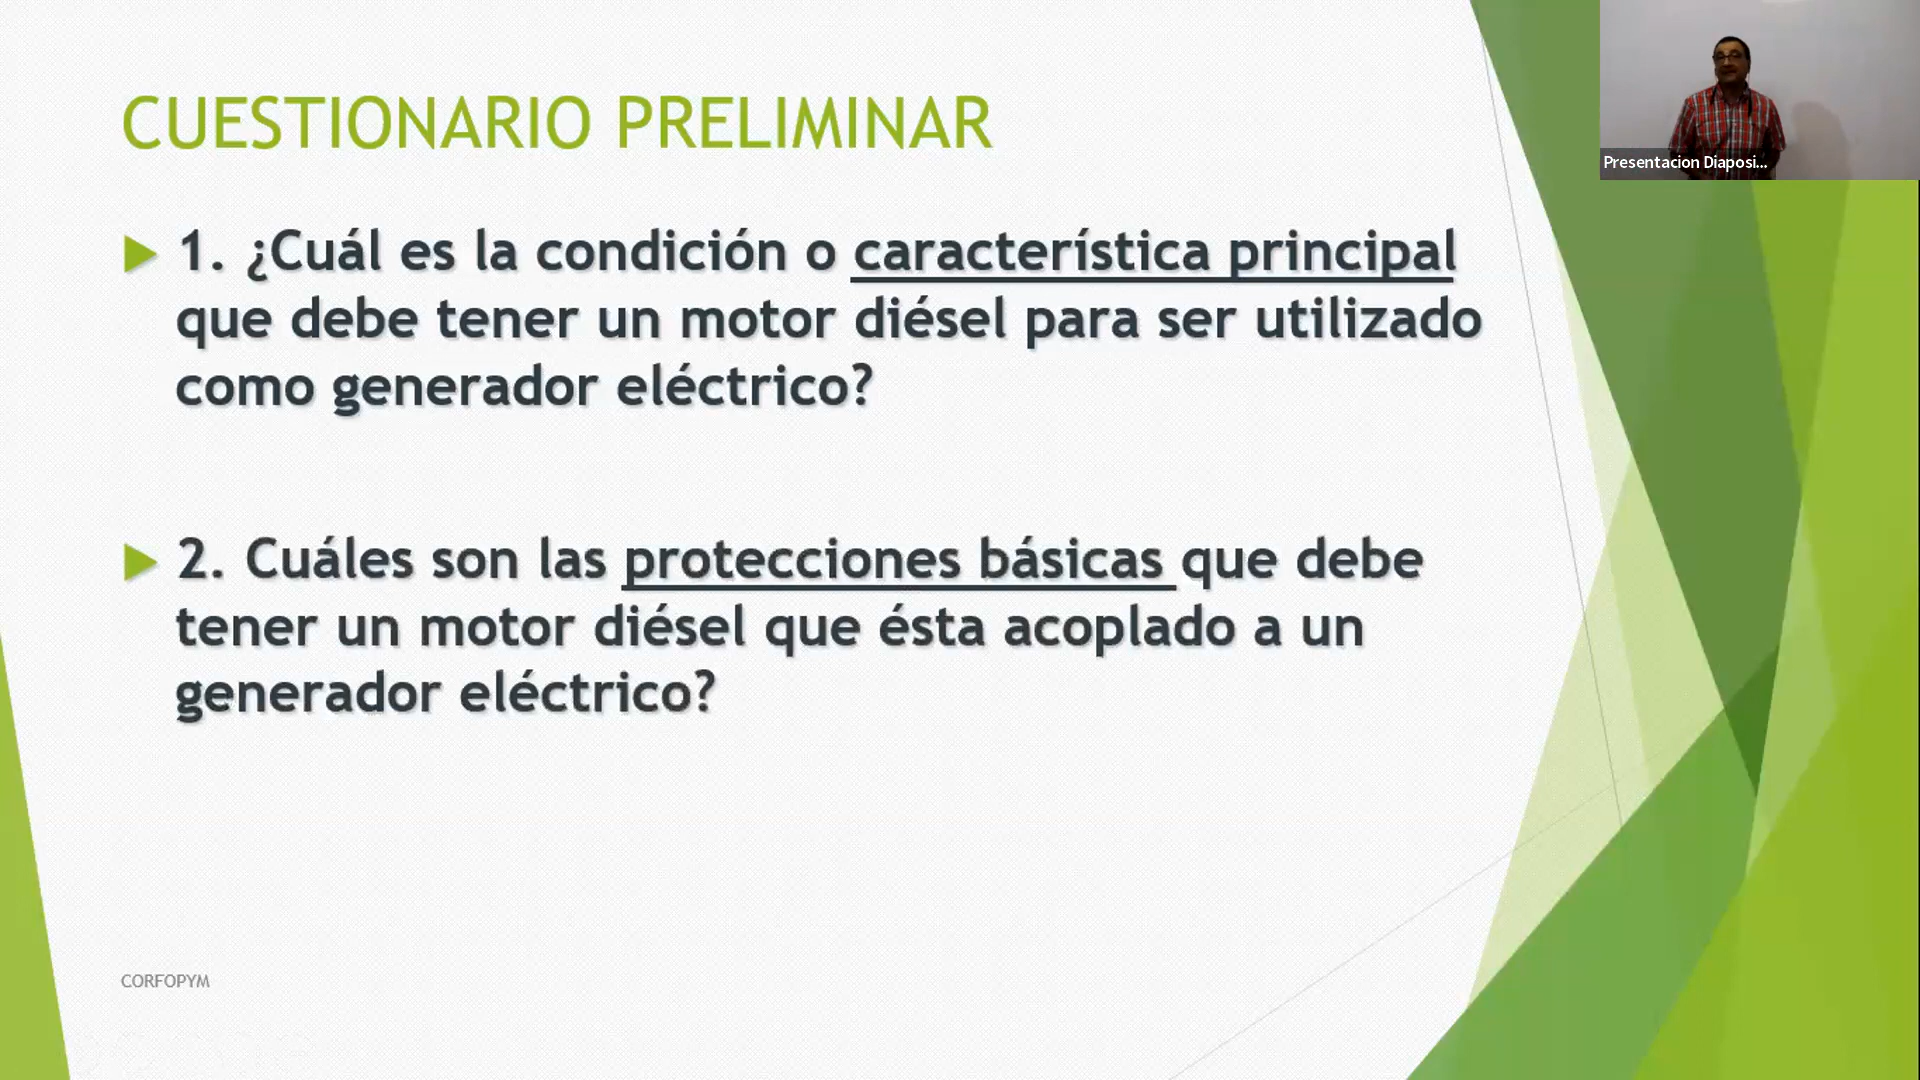 CUESTIONARIO PRELIMINAR
1. ¿Cuál es la condición o característica principal
que debe tener un motor diésel para ser utilizado
como generador eléctrico?
2. Cuáles son las protecciones básicas que debe
tener un motor diésel que ésta acoplado a un
generador eléctrico?
CORFOPYM
Presentacion Diaposi...